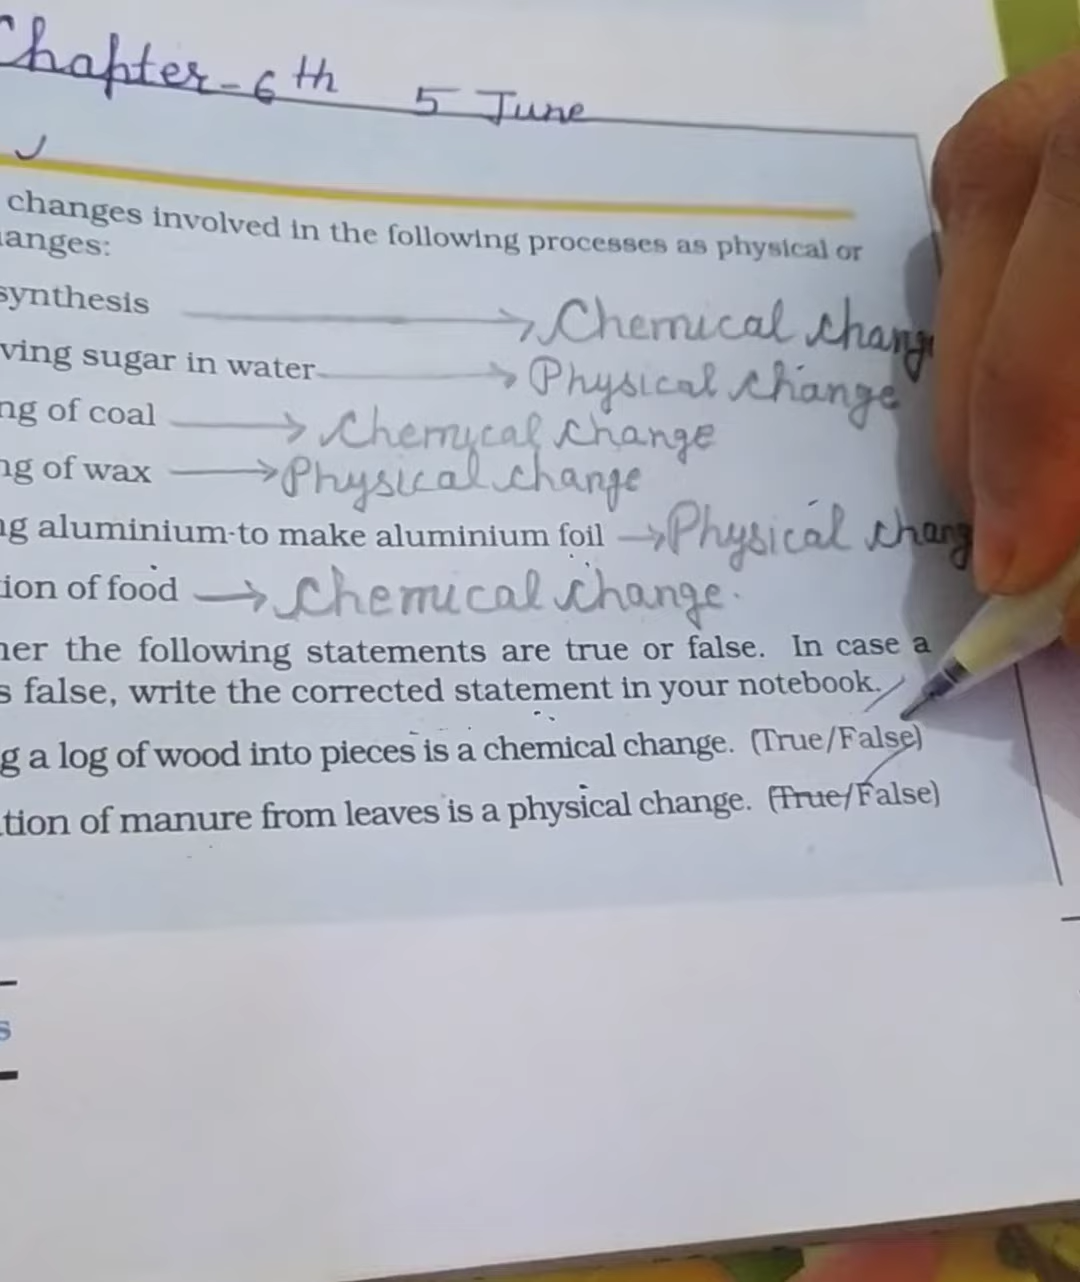 Chapter-6th 5 June
changes involved in the following processes as physical or
anges:
synthesis → Chemical chang
ving sugar in water → Physical change
ng of coal → Chemical change
ng of wax → Physical change
ng aluminium to make aluminium foil → Physical chang
ion of food → Chemical change.
her the following statements are true or false. In case a
s false, write the corrected statement in your notebook.
g a log of wood into pieces is a chemical change. (True/False)
tion of manure from leaves is a physical change. (True/False)
s